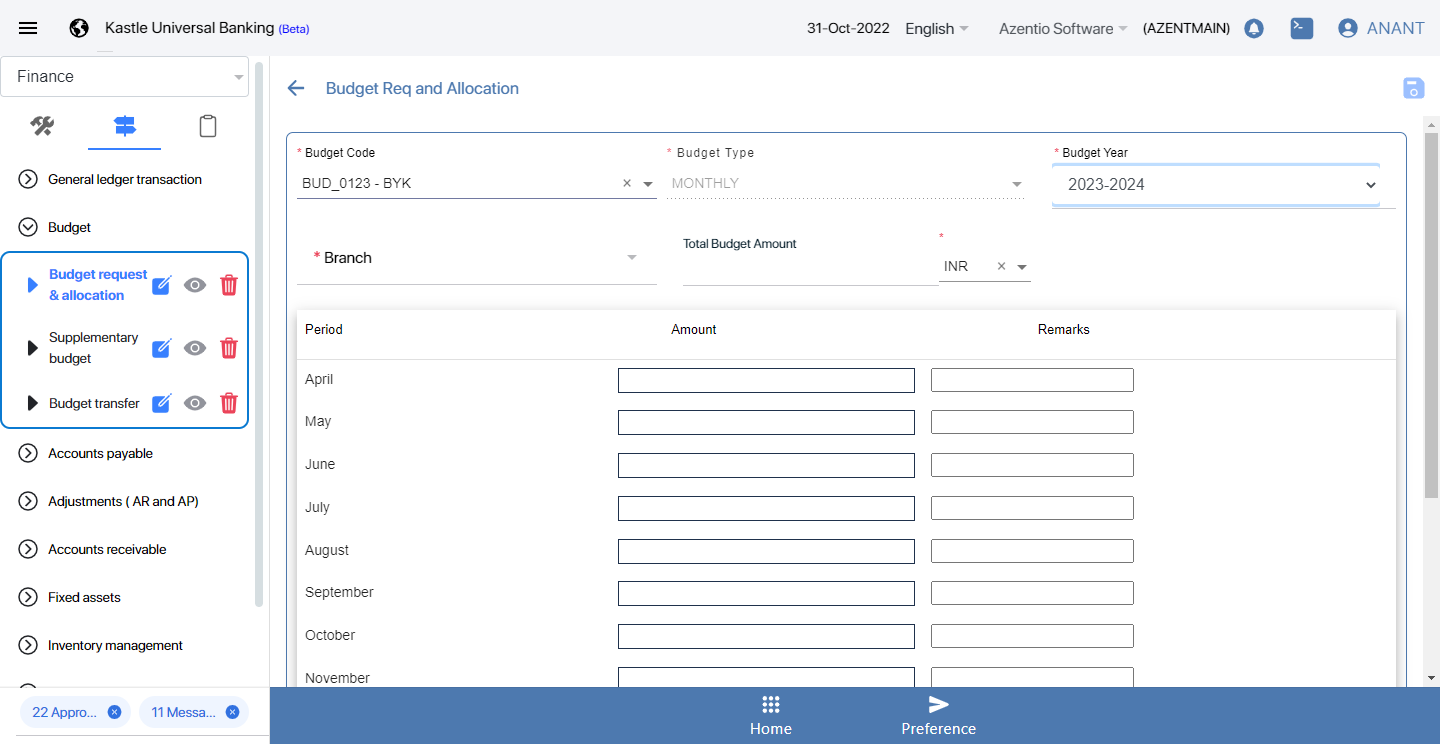 Kastle Universal Banking (Beta)
31-Oct-2022
English
Azentio Software
(AZENTMAIN)
ANANT
Finance
General ledger transaction
Budget
Budget request
& allocation
Supplementary
budget
Budget transfer
Accounts payable
Adjustments ( AR and AP)
Accounts receivable
Fixed assets
Inventory management
22 Appro...
11 Messa...
Budget Req and Allocation
* Budget Code
* Budget Type
* Budget Year
BUD_0123 - BYK
MONTHLY
2023-2024
* Branch
Total Budget Amount
*
INR
Period Amount Remarks
April
May
June
July
August
September
October
November
Home
Preference